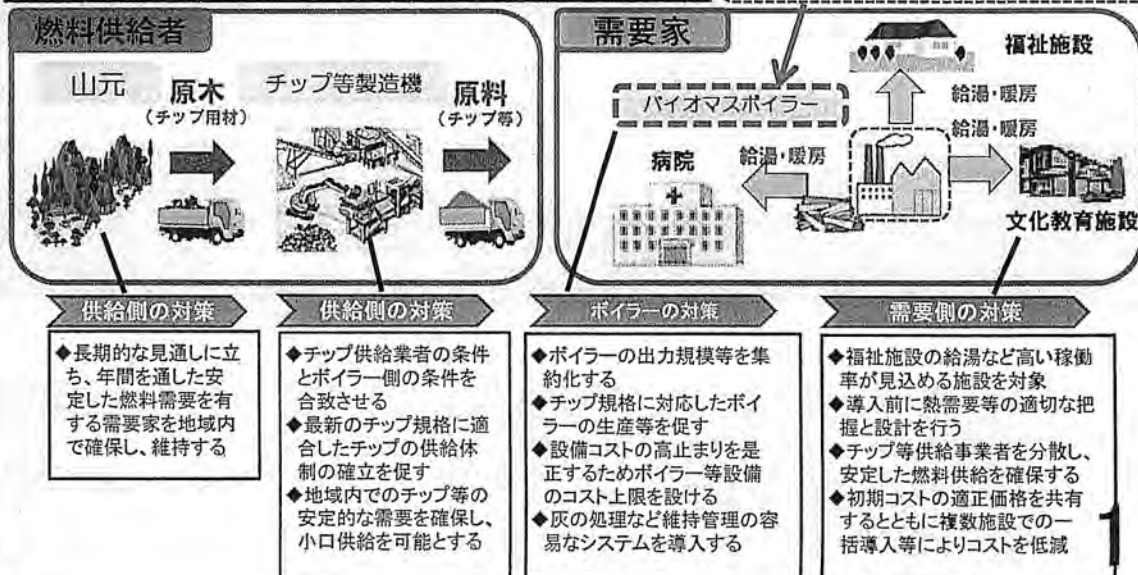 燃料供給者
山元
原木
(チップ用材)
チップ等製造機
原料
(チップ等)
需要家
バイオマスボイラー
福祉施設
給湯・暖房
給湯・暖房
病院
給湯・暖房
文化教育施設
供給側の対策
◆長期的な見通しに立
ち、年間を通した安
定した燃料需要を有
する需要家を地域内
で確保し、維持する
供給側の対策
◆チップ供給業者の条件
とボイラー側の条件を
合致させる
◆最新のチップ規格に適
合したチップの供給体
制の確立を促す
◆地域内でのチップ等の
安定的な需要を確保し、
小口供給を可能とする
ボイラーの対策
◆ボイラーの出力規模等を集
約化する
◆チップ規格に対応したボイ
ラーの生産等を促す
◆設備コストの高止まりを是
正するためボイラー等設備
のコスト上限を設ける
◆灰の処理など維持管理の容
易なシステムを導入する
需要側の対策
◆福祉施設の給湯など高い稼働
率が見込める施設を対象
◆導入前に熱需要等の適切な把
握と設計を行う
◆チップ等供給事業者を分散し、
安定した燃料供給を確保する
◆初期コストの適正価格を共有
するとともに複数施設での一
括導入等によりコストを低減
1